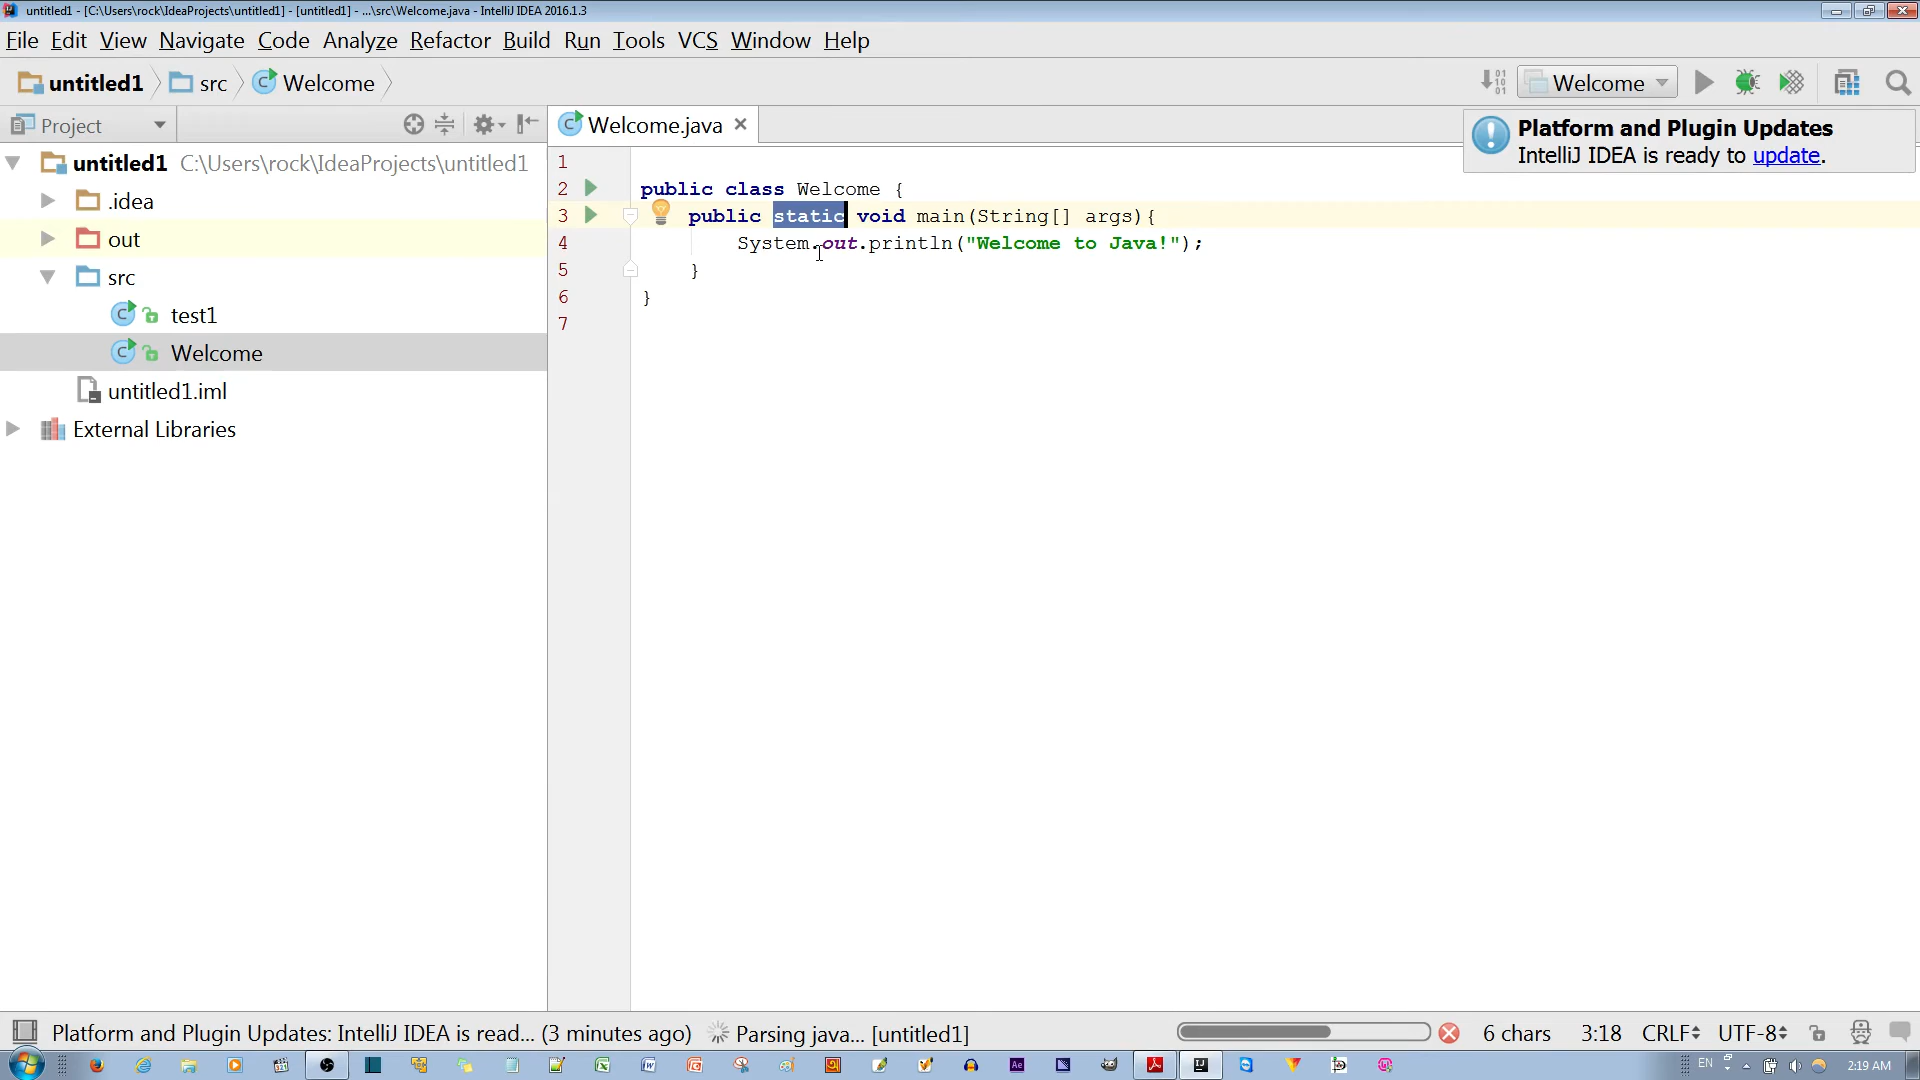 untitled1 - [C:\Users\rock\IdeaProjects\untitled1] - [untitled1] - ...\src\Welcome.java - IntelliJ IDEA 2016.1.3
File Edit View Navigate Code Analyze Refactor Build Run Tools VCS Window Help
untitled1 src Welcome
Welcome
Project
Welcome.java
Platform and Plugin Updates
IntelliJ IDEA is ready to update.
untitled1 C:\Users\rock\IdeaProjects\untitled1
.idea
out
src
test1
Welcome
untitled1.iml
External Libraries
1
2 public class Welcome {
3 public static void main(String[] args){
4 System.out.println("Welcome to Java!");
5 }
6 }
7
Platform and Plugin Updates: IntelliJ IDEA is read... (3 minutes ago) Parsing java... [untitled1] 6 chars 3:18 CRLF UTF-8
EN 2:19 AM